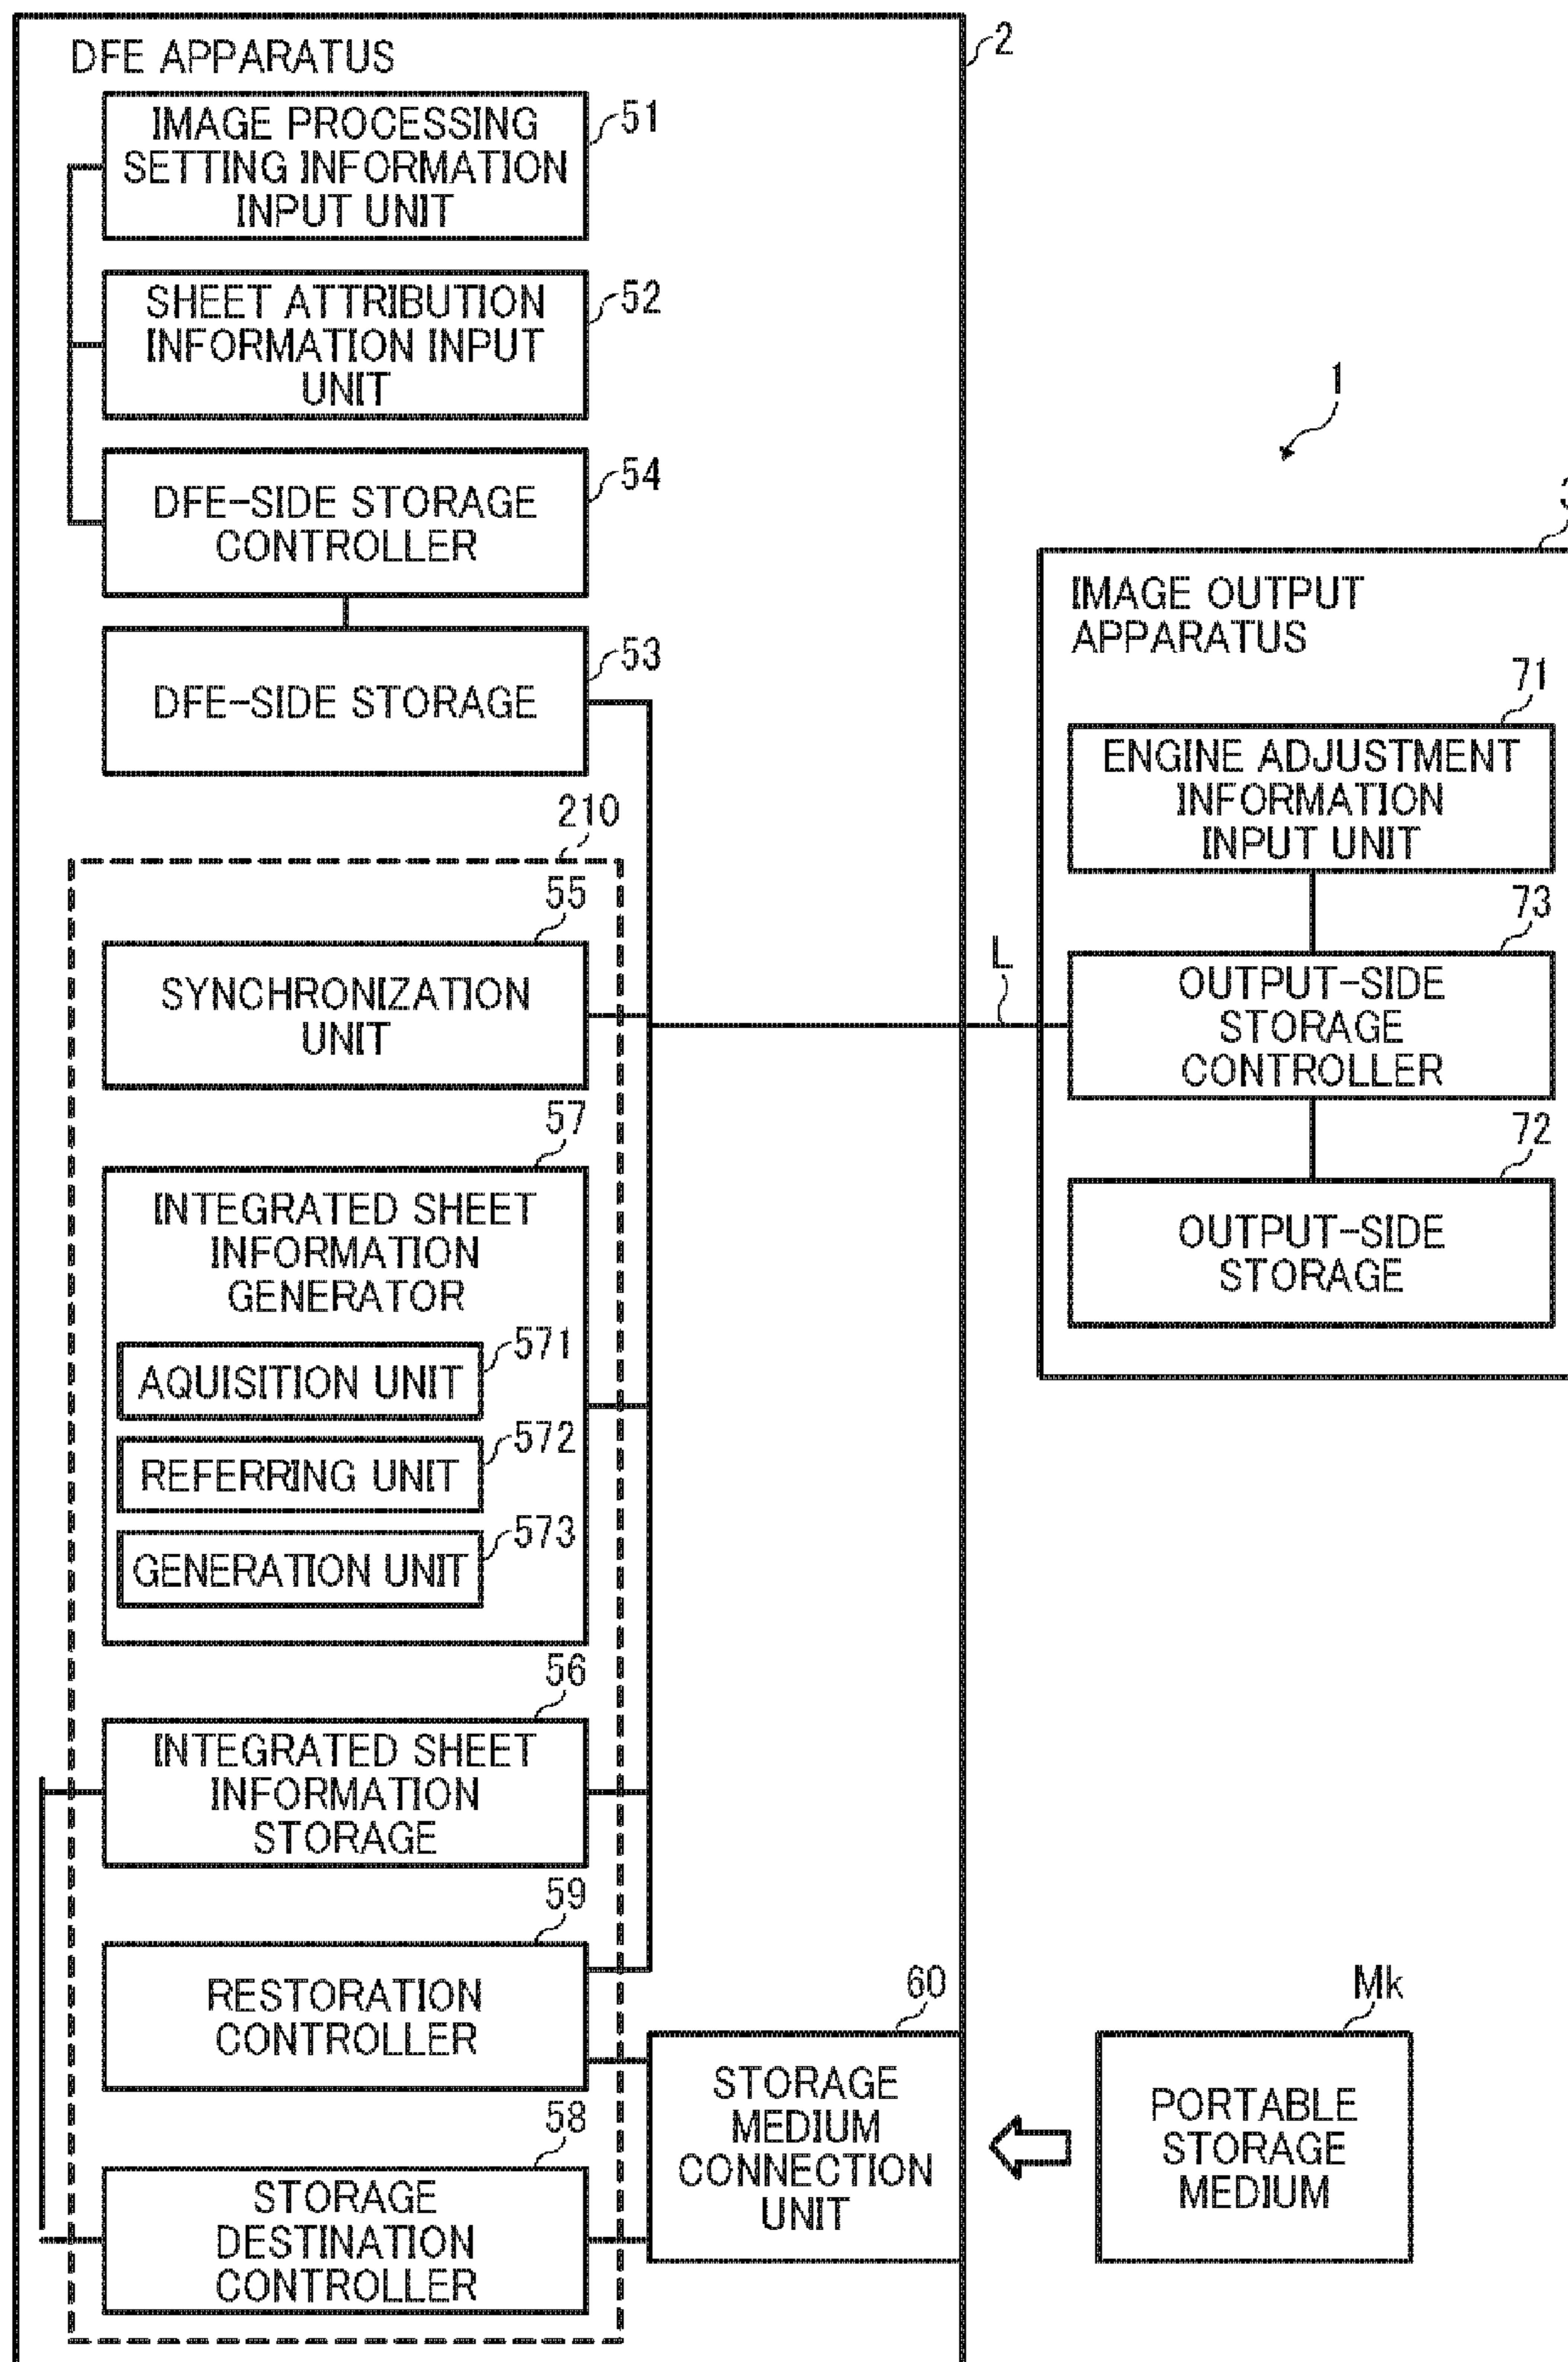 DFE APPARATUS
2
IMAGE PROCESSING
SETTING INFORMATION
INPUT UNIT
51
SHEET ATTRIBUTION
INFORMATION INPUT
UNIT
52
DFE-SIDE STORAGE
CONTROLLER
54
DFE-SIDE STORAGE
53
210
55
SYNCHRONIZATION
UNIT
57
INTEGRATED SHEET
INFORMATION
GENERATOR
AQUISITION UNIT
571
REFERRING UNIT
572
GENERATION UNIT
573
56
INTEGRATED SHEET
INFORMATION
STORAGE
59
RESTORATION
CONTROLLER
58
STORAGE
DESTINATION
CONTROLLER
60
STORAGE
MEDIUM
CONNECTION
UNIT
L
1
3
IMAGE OUTPUT
APPARATUS
71
ENGINE ADJUSTMENT
INFORMATION
INPUT UNIT
73
OUTPUT-SIDE
STORAGE
CONTROLLER
72
OUTPUT-SIDE
STORAGE
Mk
PORTABLE
STORAGE
MEDIUM